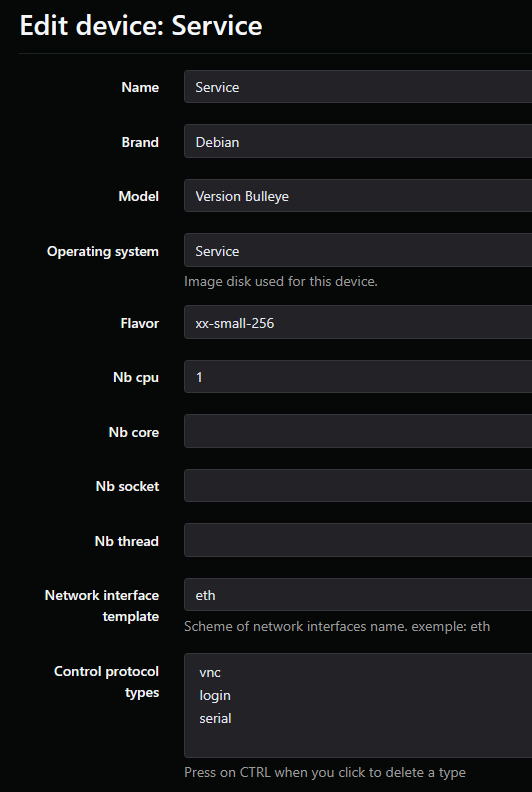 Edit device: Service
Name Service
Brand Debian
Model Version Bulleye
Operating system Service
Image disk used for this device.
Flavor xx-small-256
Nb cpu 1
Nb core
Nb socket
Nb thread
Network interface template eth
Scheme of network interfaces name. exemple: eth
Control protocol types
vnc
login
serial
Press on CTRL when you click to delete a type